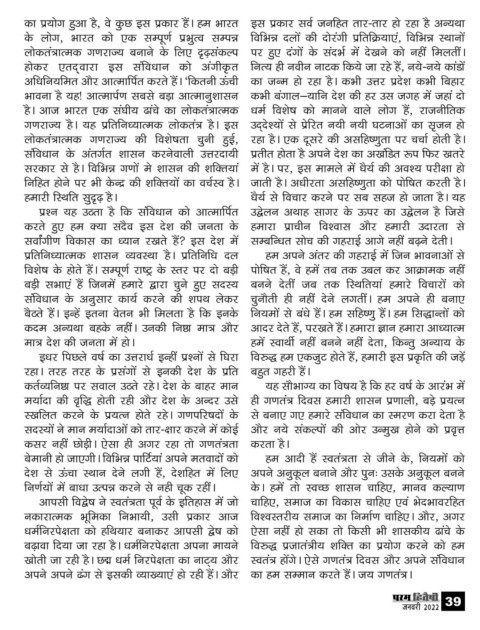 का प्रयोग हुआ है, वे कुछ इस प्रकार हैं। हम भारत
के लोग, भारत को एक सम्पूर्ण प्रभुत्व सम्पन्न
लोकतंत्रात्मक गणराज्य बनाने के लिए दृढ़संकल्प
होकर एतद्वारा इस संविधान को अंगीकृत
अधिनियमित और आत्मार्पित करते हैं। 'कितनी ऊँची
भावना है यह! आत्मार्पण सबसे बड़ा आत्मानुशासन
है। आज भारत एक संघीय ढांचे का लोकतंत्रात्मक
गणराज्य है। यह प्रतिनिध्यात्मक लोकतंत्र है। इस
लोकतंत्रात्मक गणराज्य की विशेषता चुनी हुई,
संविधान के अंतर्गत शासन करनेवाली उत्तरदायी
सरकार से है। विभिन्न गणों मे शासन की शक्तियां
निहित होने पर भी केन्द्र की शक्तियों का वर्चस्व है।
हमारी स्थिति सुदृढ़ है।
प्रश्न यह उठता है कि संविधान को आत्मार्पित
करते हुए हम क्या सदैव इस देश की जनता के
सर्वांगीण विकास का ध्यान रखते हैं? इस देश में
प्रतिनिध्यात्मक शासन व्यवस्था है। प्रतिनिधि दल
विशेष के होते हैं। सम्पूर्ण राष्ट्र के स्तर पर दो बड़ी
बड़ी सभाएं हैं जिनमें हमारे द्वारा चुने हुए सदस्य
संविधान के अनुसार कार्य करने की शपथ लेकर
बैठते हैं। इन्हें इतना वेतन भी मिलता है कि इनके
कदम अन्यथा बहके नहीं। उनकी निष्ठा मात्र और
मात्र देश की जनता में हो।
इधर पिछले वर्ष का उत्तरार्ध इन्हीं प्रश्नों से घिरा
रहा। तरह तरह के प्रसंगों से इनकी देश के प्रति
कर्तव्यनिष्ठा पर सवाल उठते रहे। देश के बाहर मान
मर्यादा की वृद्धि होती रही और देश के अन्दर उसे
स्खलित करने के प्रयत्न होते रहे। गणपरिषदों के
सदस्यों ने मान मर्यादाओं को तार-क्षार करने में कोई
कसर नहीं छोड़ी। ऐसा ही अगर रहा तो गणतंत्रता
बेमानी हो जाएगी। विभिन्न पार्टियां अपने मतवादों को
देश से ऊंचा स्थान देने लगी हैं, देशहित में लिए
निर्णयों में बाधा उत्पन्न करने से नही चूक रहीं।
आपसी विद्वेष ने स्वतंत्रता पूर्व के इतिहास में जो
नकारात्मक भूमिका निभायी, उसी प्रकार आज
धर्मनिरपेक्षता को हथियार बनाकर आपसी द्वेष को
बढ़ावा दिया जा रहा है। धर्मनिरपेक्षता अपना मायने
खोती जा रही है। छद्म धर्म निरपेक्षता का नाट्य और
अपने अपने ढंग से इसकी व्याख्याएं हो रही हैं। और
इस प्रकार सर्व जनहित तार-तार हो रहा है अन्यथा
विभिन्न दलों की दोरंगी प्रतिक्रियाएं, विभिन्न स्थानों
पर हुए दंगों के संदर्भ में देखने को नहीं मिलतीं।
नित्य ही नवीन नाटक किये जा रहे हैं, नये-नये कांडों
का जन्म हो रहा है। कभी उत्तर प्रदेश कभी बिहार
कभी बंगाल–यानि देश की हर उस जगह में जहां दो
धर्म विशेष को मानने वाले लोग हैं, राजनीतिक
उद्देश्यों से प्रेरित नयी नयी घटनाओं का सृजन हो
रहा है। एक दूसरे की असहिष्णुता पर चर्चा होती है।
प्रतीत होता है अपने देश का अखंडित रूप फिर खतरे
में है। पर, इस मामले में धैर्य की अवश्य परीक्षा हो
जाती है। अधीरता असहिष्णुता को पोषित करती है।
धैर्य से विचार करने पर सब सहज हो जाता है। यह
उद्वेलन अथाह सागर के ऊपर का उद्वेलन है जिसे
हमारा प्राचीन विश्वास और हमारी उदारता से
सम्बन्धित सोच की गहराई आगे नहीं बढ़ने देती।
हम अपने अंतर की गहराई में जिन भावनाओं से
पोषित हैं, वे हमें तब तक उबल कर आक्रामक नहीं
बनने देतीं जब तक स्थितियां हमारे विचारों को
चुनौती ही नहीं देने लगतीं। हम अपने ही बनाए
नियमों से बंधे हैं। हम सहिष्णु हैं। हम सिद्धान्तों को
आदर देते हैं, परखते हैं। हमारा ज्ञान हमारा आध्यात्म
हमें स्वार्थी नहीं बनने नहीं देता, किन्तु अन्याय के
विरुद्ध हम एकजुट होते हैं, हमारी इस प्रकृति की जड़ें
बहुत गहरी हैं।
यह सौभाग्य का विषय है कि हर वर्ष के आरंभ में
ही गणतंत्र दिवस हमारी शासन प्रणाली, बड़े प्रयत्न
से बनाए गए हमारे संविधान का स्मरण करा देता है
और नये संकल्पों की ओर उन्मुख होने को प्रवृत्त
करता है।
हम आदी हैं स्वतंत्रता से जीने के, नियमों को
अपने अनुकूल बनाने और पुनः उसके अनुकूल बनने
के। हमें तो स्वच्छ शासन चाहिए, मानव कल्याण
चाहिए, समाज का विकास चाहिए एवं भेदभावरहित
विश्वस्तरीय समाज का निर्माण चाहिए। और, अगर
ऐसा नहीं हो सका तो किसी भी शासकीय ढांचे के
विरुद्ध प्रजातंत्रीय शक्ति का प्रयोग करने को हम
स्वतंत्र होंगे। ऐसे गणतंत्र दिवस और अपने संविधान
का हम सम्मान करते हैं। जय गणतंत्र।
परम हितैषी
जनवरी 2022
39